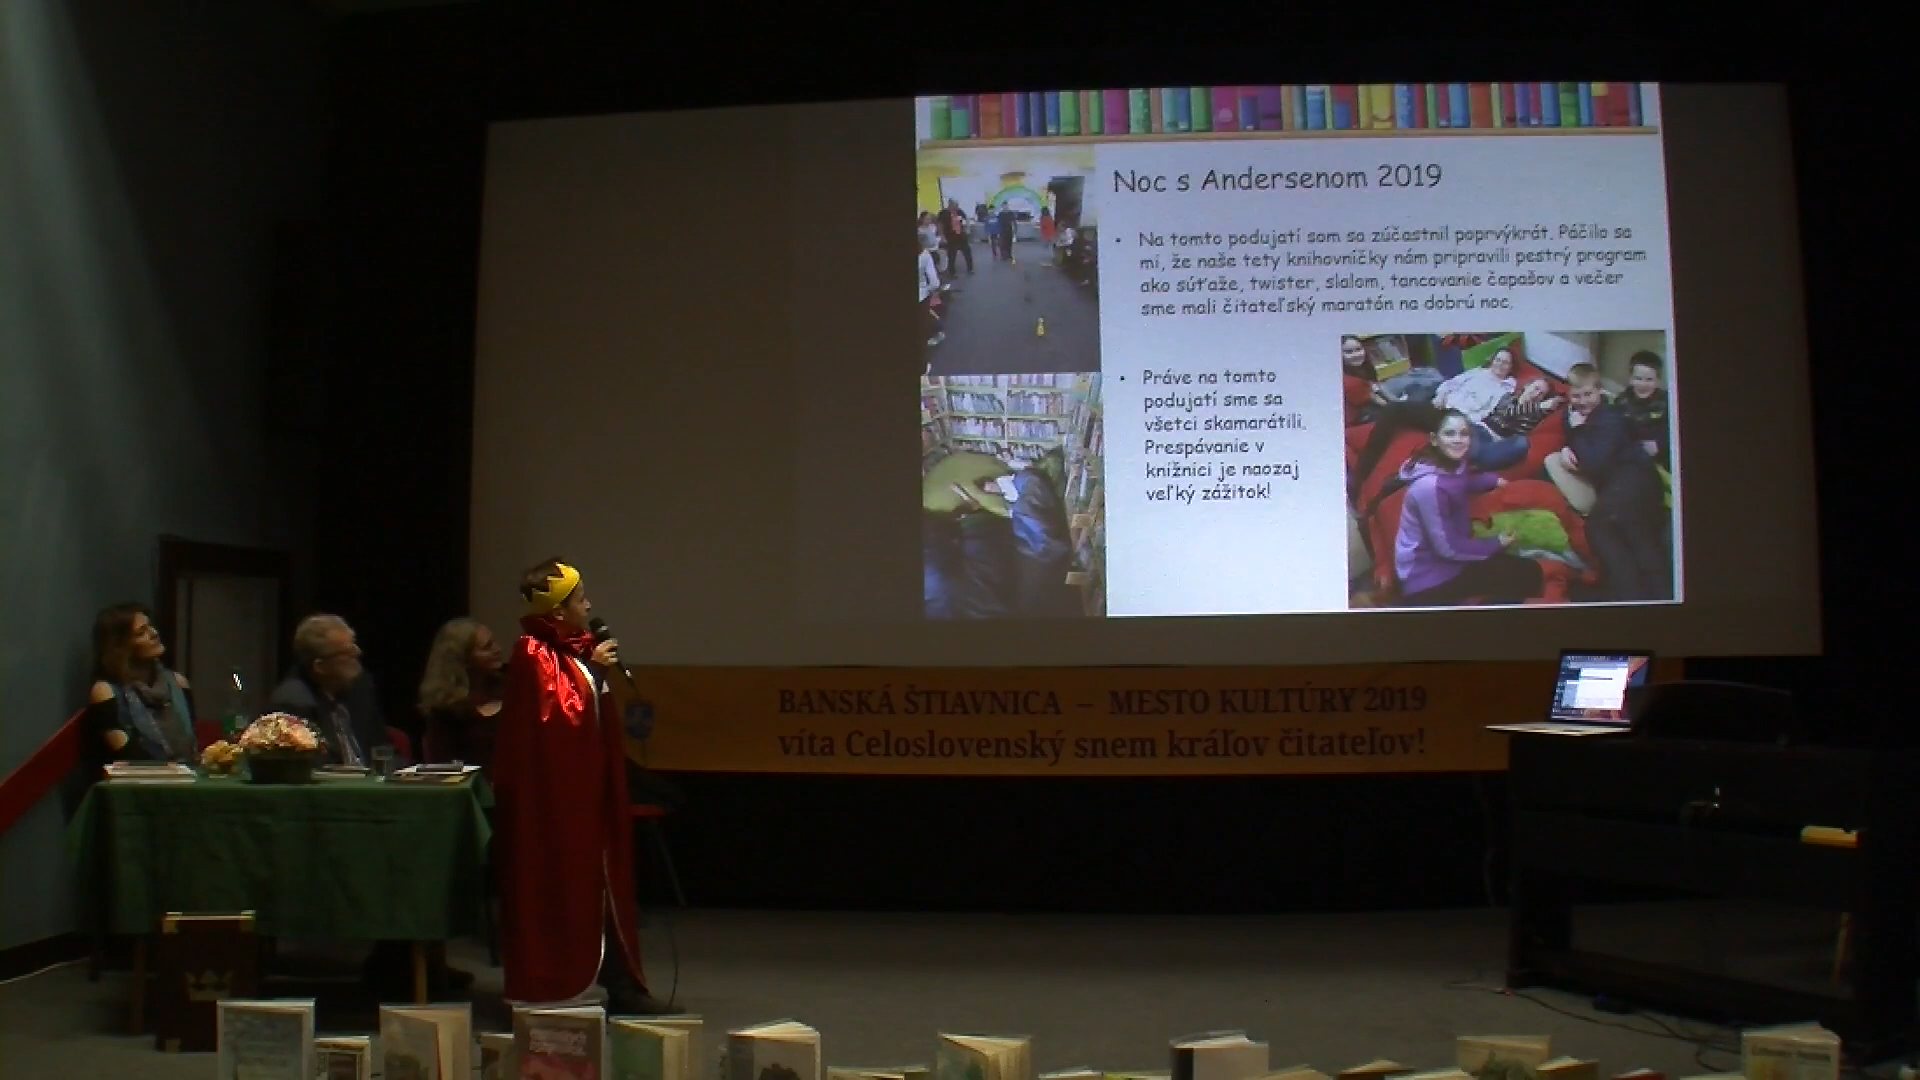 Noc s Andersenom 2019
• Na tomto podujatí som sa zúčastnil poprvýkrát. Páčilo sa
mi, že naše tety knihovníčky nám pripravili pestrý program
ako súťaže, twister, slalom, tancovanie čapašov a večer
sme mali čitateľský maratón na dobrú noc.
• Práve na tomto
podujatí sme sa
všetci skamarátili.
Prespávanie v
knižnici je naozaj
veľký zážitok!
BANSKÁ ŠTIAVNICA – MESTO KULTÚRY 2019
víta Celoslovenský snem kráľov čitateľov!